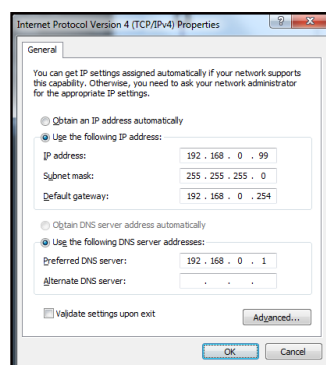 Internet Protocol Version 4 (TCP/IPv4) Properties
General
You can get IP settings assigned automatically if your network supports
this capability. Otherwise, you need to ask your network administrator
for the appropriate IP settings.
Obtain an IP address automatically
Use the following IP address:
IP address: 192 . 168 . 0 . 99
Subnet mask: 255 . 255 . 255 . 0
Default gateway: 192 . 168 . 0 . 254
Obtain DNS server address automatically
Use the following DNS server addresses:
Preferred DNS server: 192 . 168 . 0 . 1
Alternate DNS server: . . .
Validate settings upon exit
Advanced...
OK Cancel